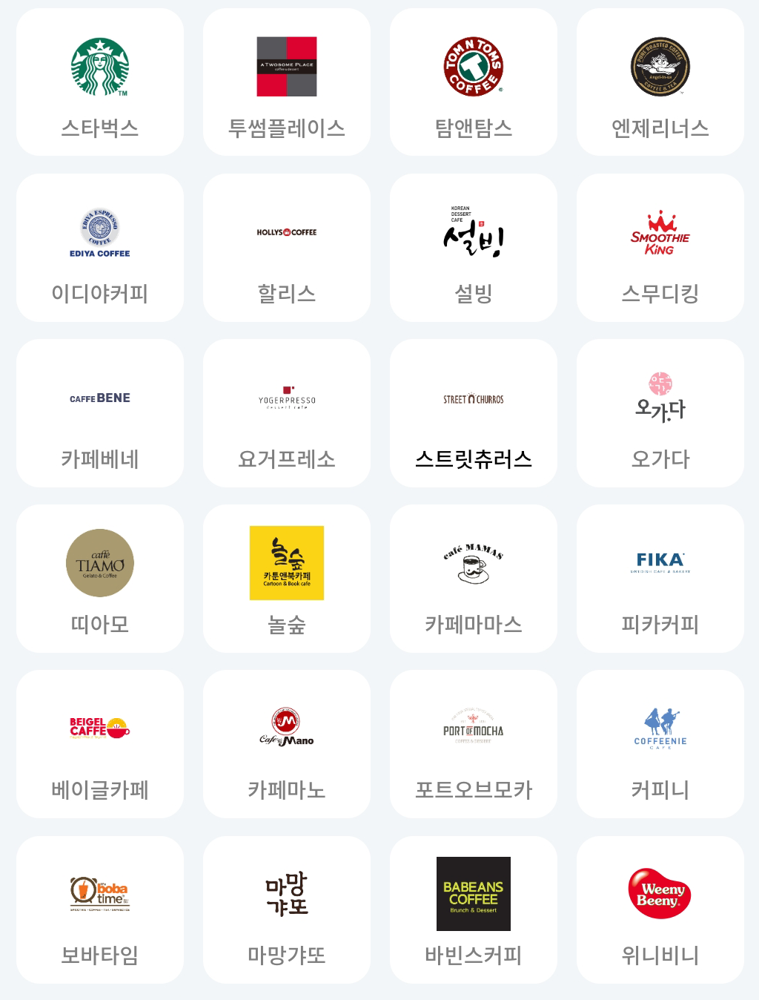 TM
A TWOSOME PLACE
coffee & dessert
TOM N TOMS
COFFEE
®
PURE ROASTED COFFEE
Angel-in-us
COFFEE & TEA
스타벅스
투썸플레이스
탐앤탐스
엔제리너스
EDIYA ESPRESSO
COFFEE
EDIYA COFFEE
HOLLYS COFFEE
KOREAN
DESSERT
CAFE
설빙
SMOOTHIE
KiNG
이디야커피
할리스
설빙
스무디킹
CAFFE BENE
YOGERPRESSO
dessert cafe
STREET CHURROS
오가다
카페베네
요거프레소
스트릿츄러스
오가다
caffé
TIAMO
Gelato & Coffee
놀숲
카툰앤북카페
Cartoon & Book cafe
café MAMAS
FIKA
SWEDISH CAFE & BAKERY
띠아모
놀숲
카페마마스
피카커피
BEIGEL
CAFFE
M
Cafe Mano
PORT OF MOCHA
COFFEE & DESSERT
COFFEENIE
CAFE
베이글카페
카페마노
포트오브모카
커피니
boba
time
SMOOTHIE • COFFEE • TEA • BEVERAGES
마망
갸또
BABEANS
COFFEE
Brunch & Dessert
Weeny
Beeny
보바타임
마망갸또
바빈스커피
위니비니